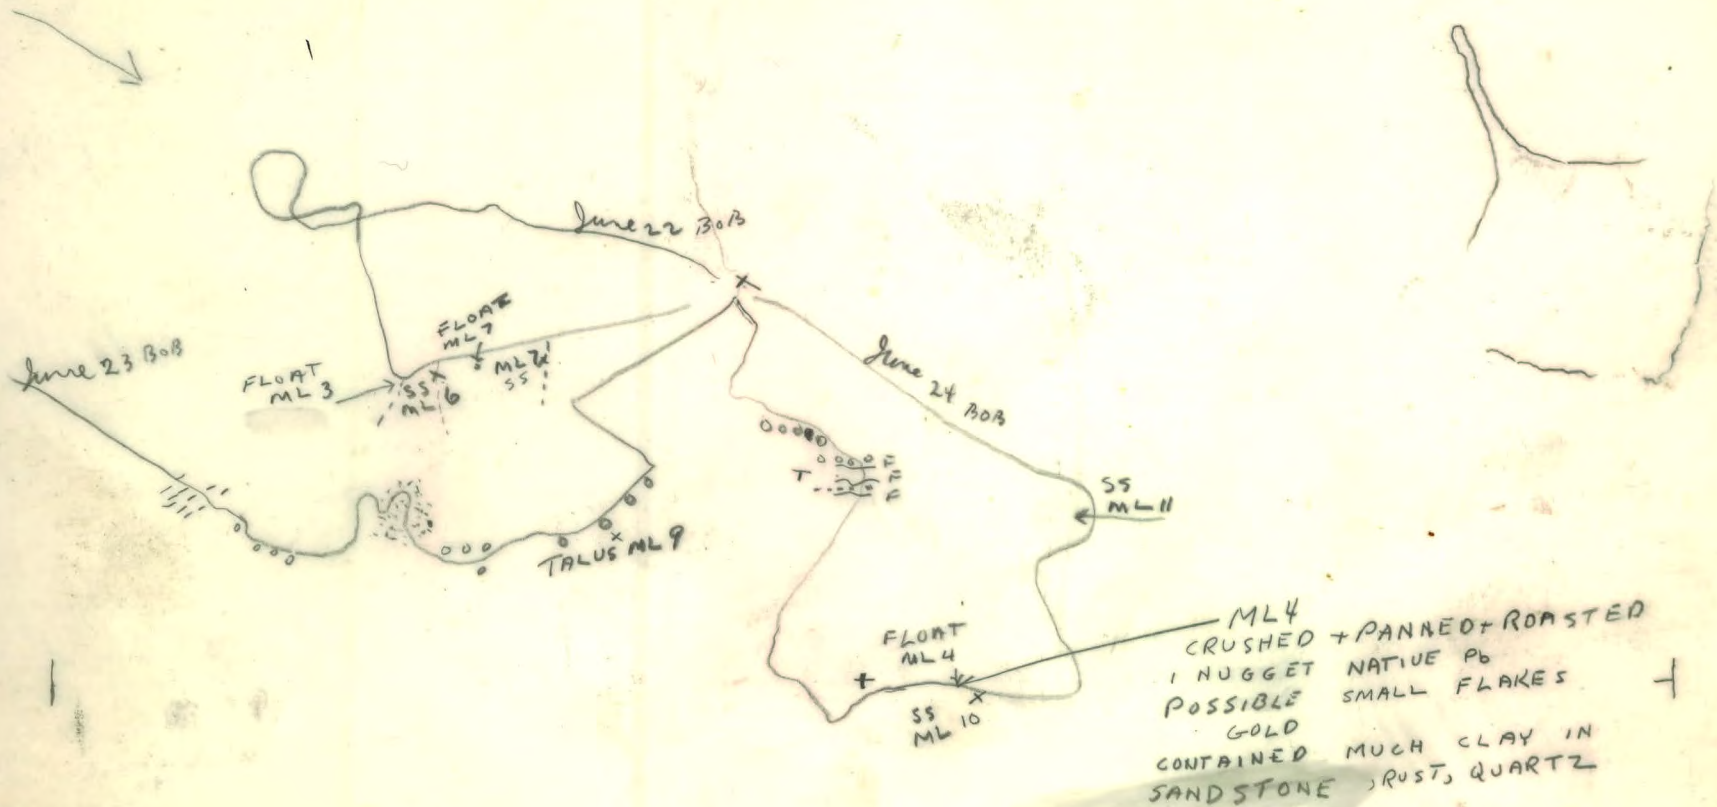 June 22 BOB
FLOAT
ML 7
ML 7
SS
June 23 BOB
FLOAT
ML 3
SS
ML 6
June 24 BOB
F
F
T
F
SS
ML 11
TALUS ML 9
FLOAT
ML 4
SS
ML 10
ML4
CRUSHED + PANNED + ROASTED
1 NUGGET NATIVE Pb
POSSIBLE SMALL FLAKES
GOLD
CONTAINED MUCH CLAY IN
SANDSTONE, RUST, QUARTZ